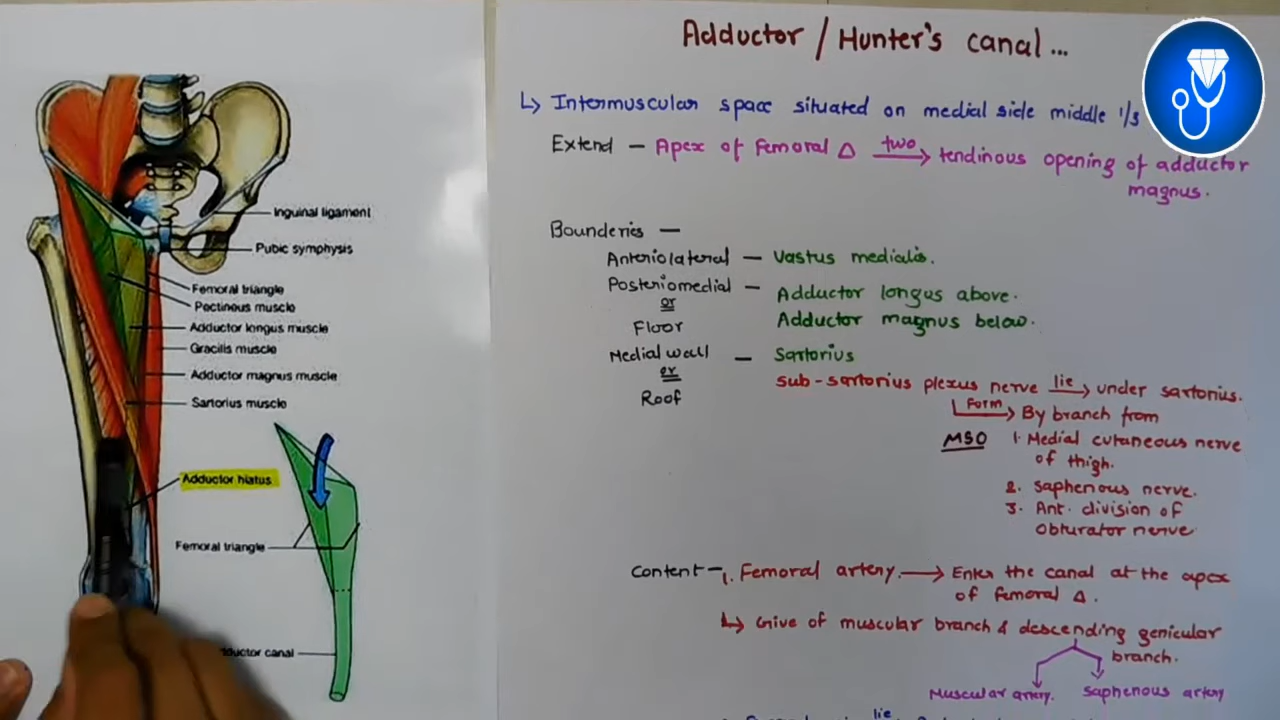 Adductor / Hunter's canal...
↳ Intermuscular space situated on medial side middle 1/3
Extend — Apex of Femoral Δ two→ tendinous opening of adductor
magnus.
Bounderies —
Anteriolateral — Vastus medialis.
Posteriomedial — Adductor longus above.
or
Floor
Adductor magnus below.
Medial wall — Sartorius
or
Roof
Sub-sartorius plexus nerve lie→ under sartorius.
Form→ By branch from
MSO 1. Medial cutaneous nerve
of thigh.
2. Saphenous nerve.
3. Ant. division of
obturator nerve
Content — 1. Femoral artery. → Enter the canal at the apex
of femoral Δ.
↳ Give of muscular branch & descending genicular
branch.
Muscular artery. Saphenous artery
lie
Inguinal ligament
Pubic symphysis
Femoral triangle
Pectineus muscle
Adductor longus muscle
Gracilis muscle
Adductor magnus muscle
Sartorius muscle
Adductor hiatus
Femoral triangle
ductor canal